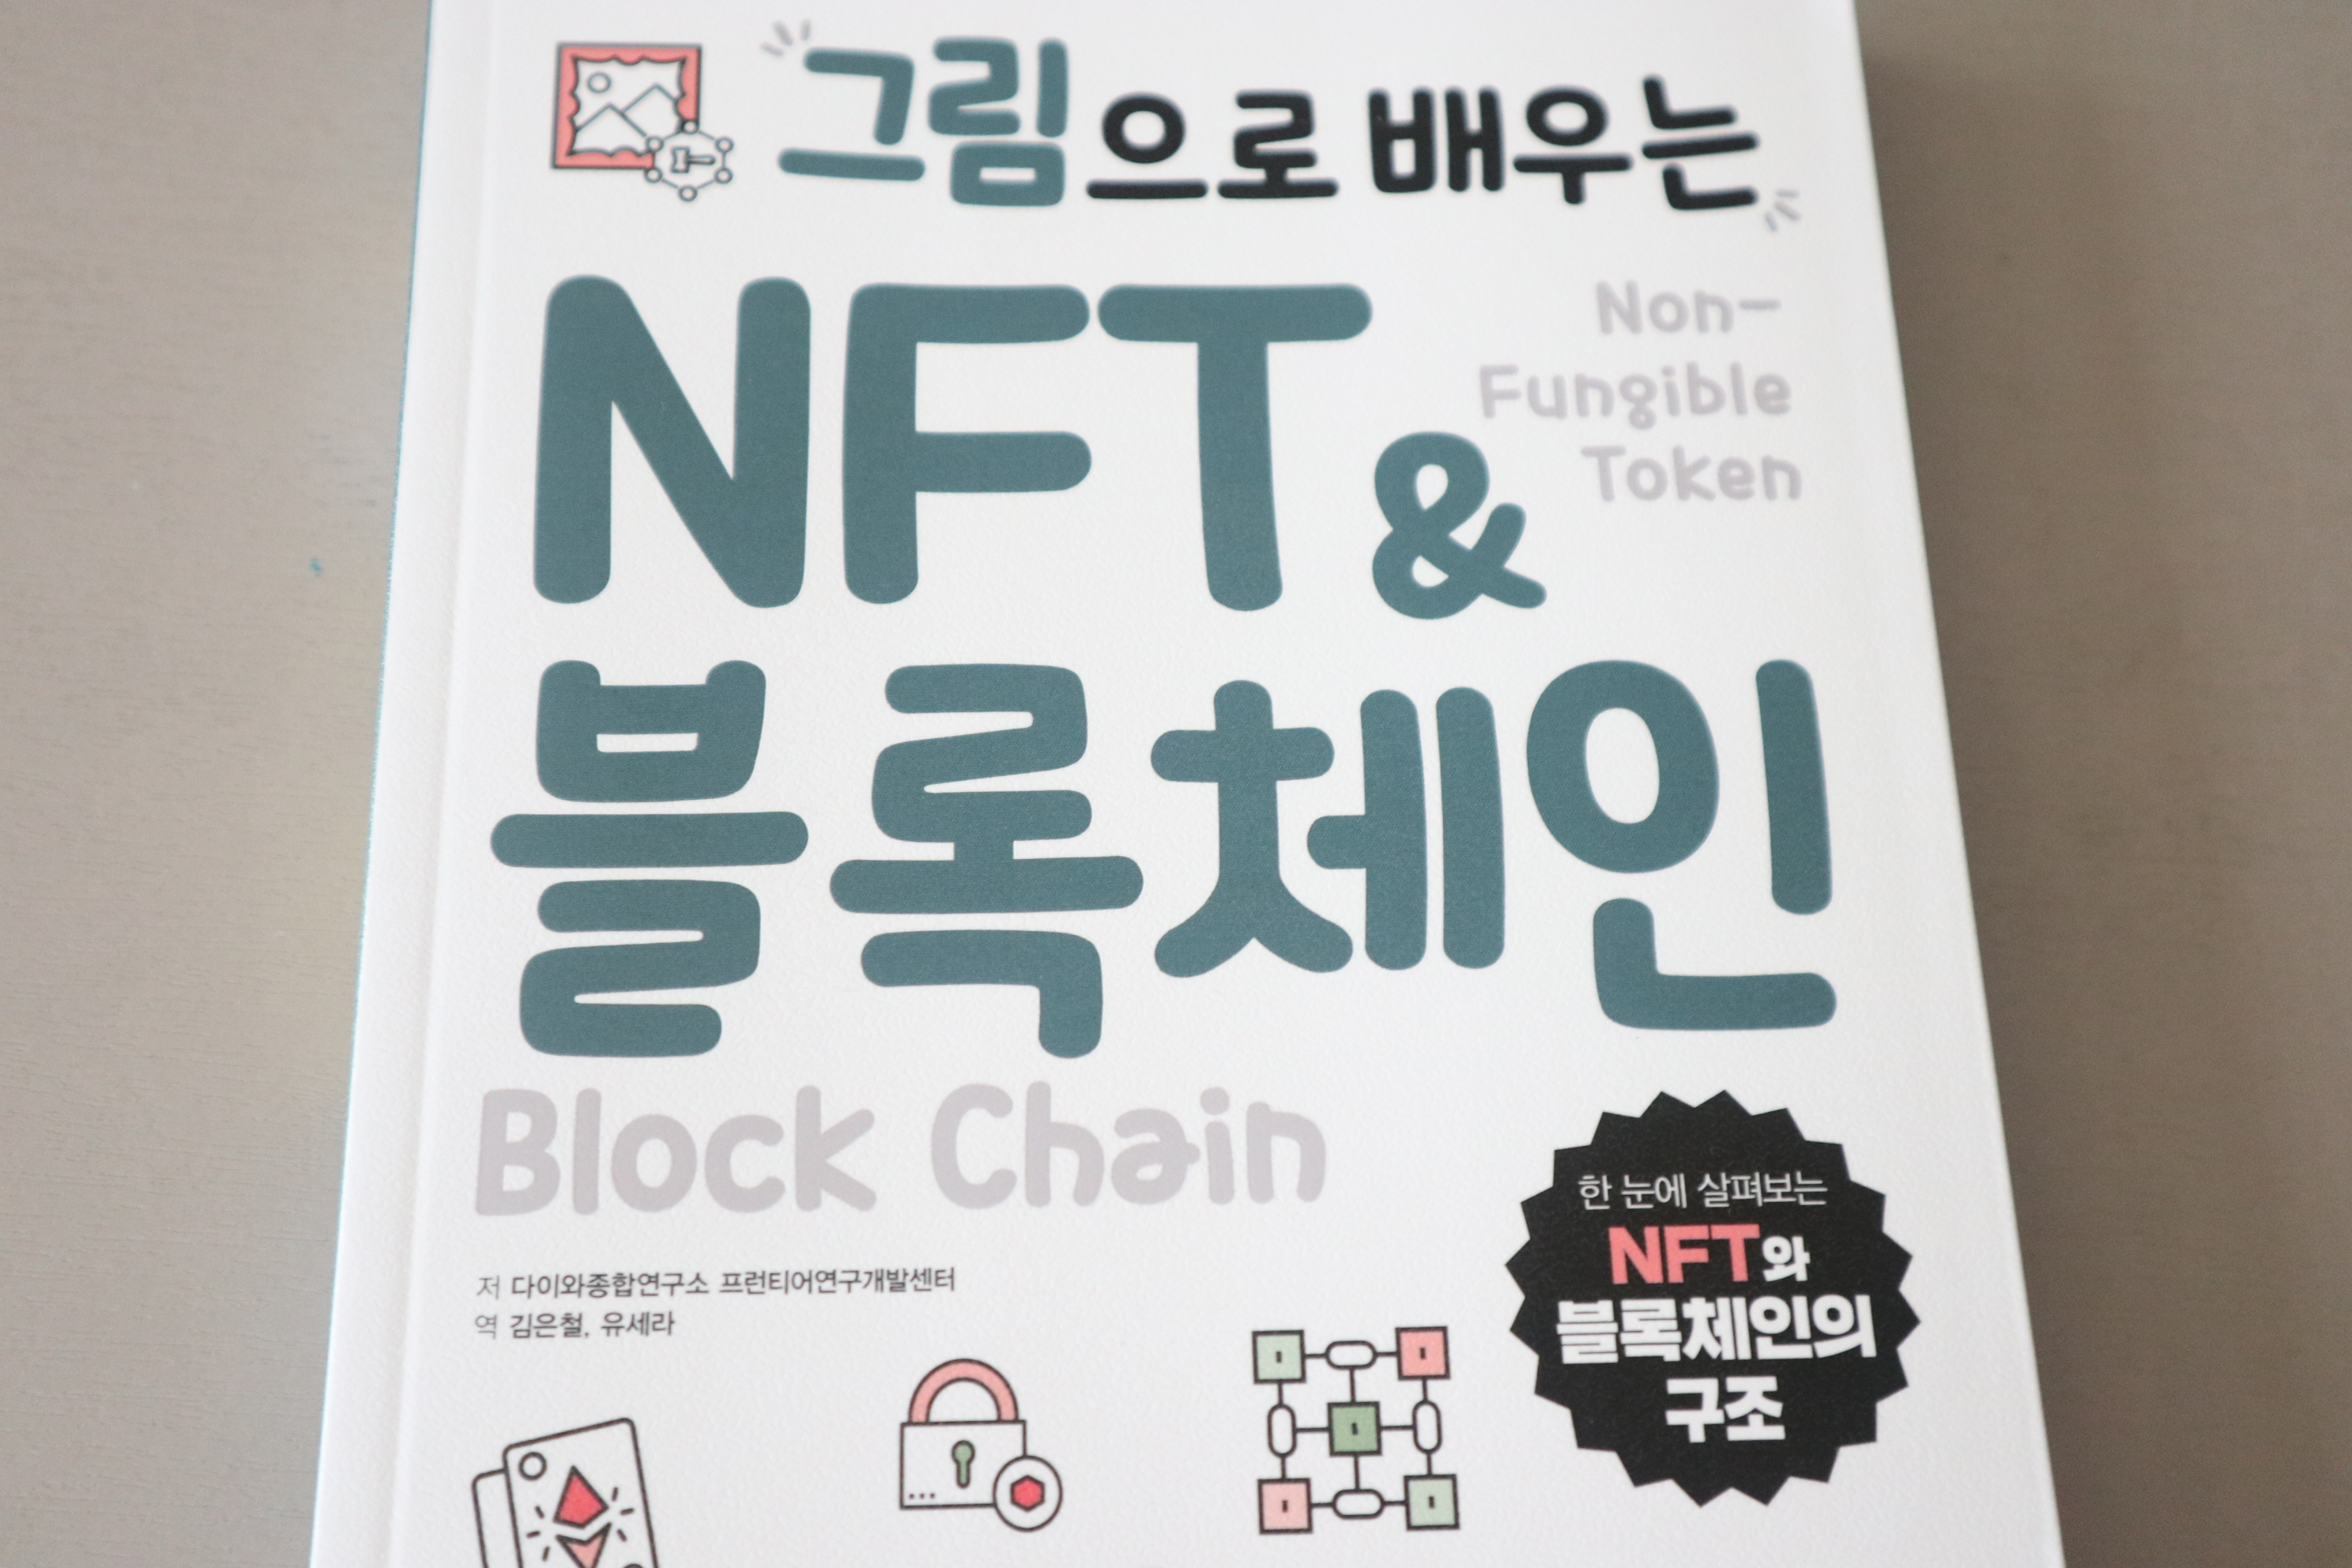 그림으로 배우는
NFT &
Non-
Fungible
Token
블록체인
Block Chain
저 다이와종합연구소 프런티어연구개발센터
역 김은철, 유세라
한 눈에 살펴보는
NFT와
블록체인의
구조